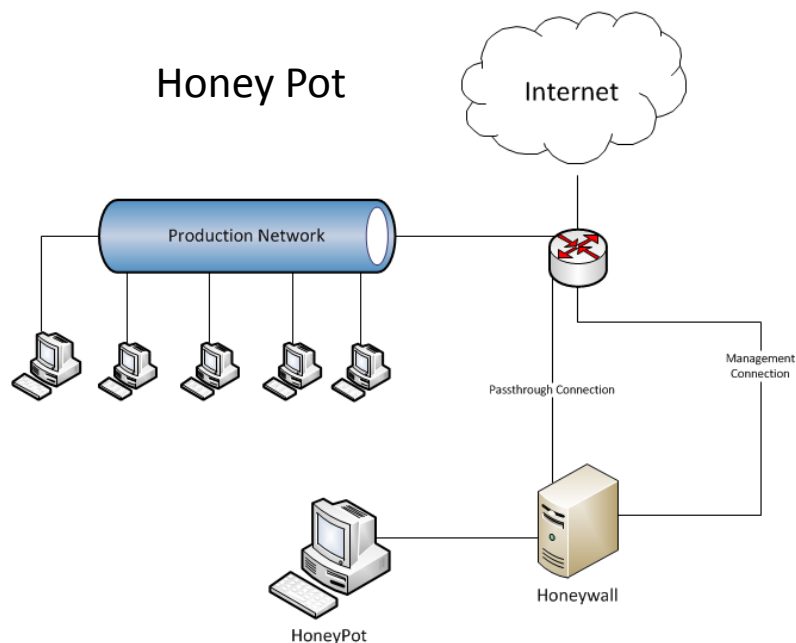 Honey Pot
Internet
Production Network
Management
Connection
Passthrough Connection
Honeywall
HoneyPot